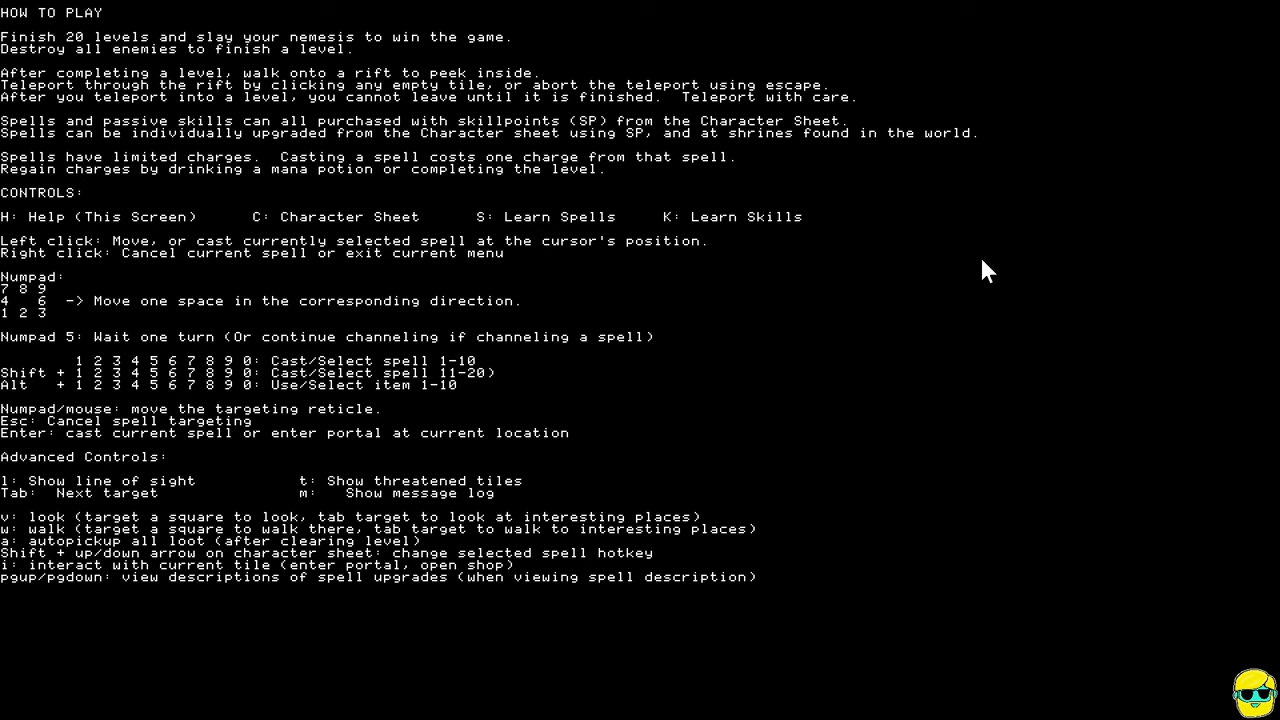 HOW TO PLAY
Finish 20 levels and slay your nemesis to win the game.
Destroy all enemies to finish a level.
After completing a level, walk onto a rift to peek inside.
Teleport through the rift by clicking any empty tile, or abort the teleport using escape.
After you teleport into a level, you cannot leave until it is finished.  Teleport with care.
Spells and passive skills can all purchased with skillpoints (SP) from the Character Sheet.
Spells can be individually upgraded from the Character sheet using SP, and at shrines found in the world.
Spells have limited charges.  Casting a spell costs one charge from that spell.
Regain charges by drinking a mana potion or completing the level.
CONTROLS:
H: Help (This Screen)      C: Character Sheet      S: Learn Spells     K: Learn Skills
Left click: Move, or cast currently selected spell at the cursor's position.
Right click: Cancel current spell or exit current menu
Numpad:
7 8 9
4   6  -> Move one space in the corresponding direction.
1 2 3
Numpad 5: Wait one turn (Or continue channeling if channeling a spell)
1 2 3 4 5 6 7 8 9 0: Cast/Select spell 1-10
Shift + 1 2 3 4 5 6 7 8 9 0: Cast/Select spell 11-20)
Alt   + 1 2 3 4 5 6 7 8 9 0: Use/Select item 1-10
Numpad/mouse: move the targeting reticle.
Esc: Cancel spell targeting
Enter: cast current spell or enter portal at current location
Advanced Controls:
l: Show line of sight           t: Show threatened tiles
Tab:  Next target               m:   Show message log
v: look (target a square to look, tab target to look at interesting places)
w: walk (target a square to walk there, tab target to walk to interesting places)
a: autopickup all loot (after clearing level)
Shift + up/down arrow on character sheet: change selected spell hotkey
i: interact with current tile (enter portal, open shop)
pgup/pgdown: view descriptions of spell upgrades (when viewing spell description)